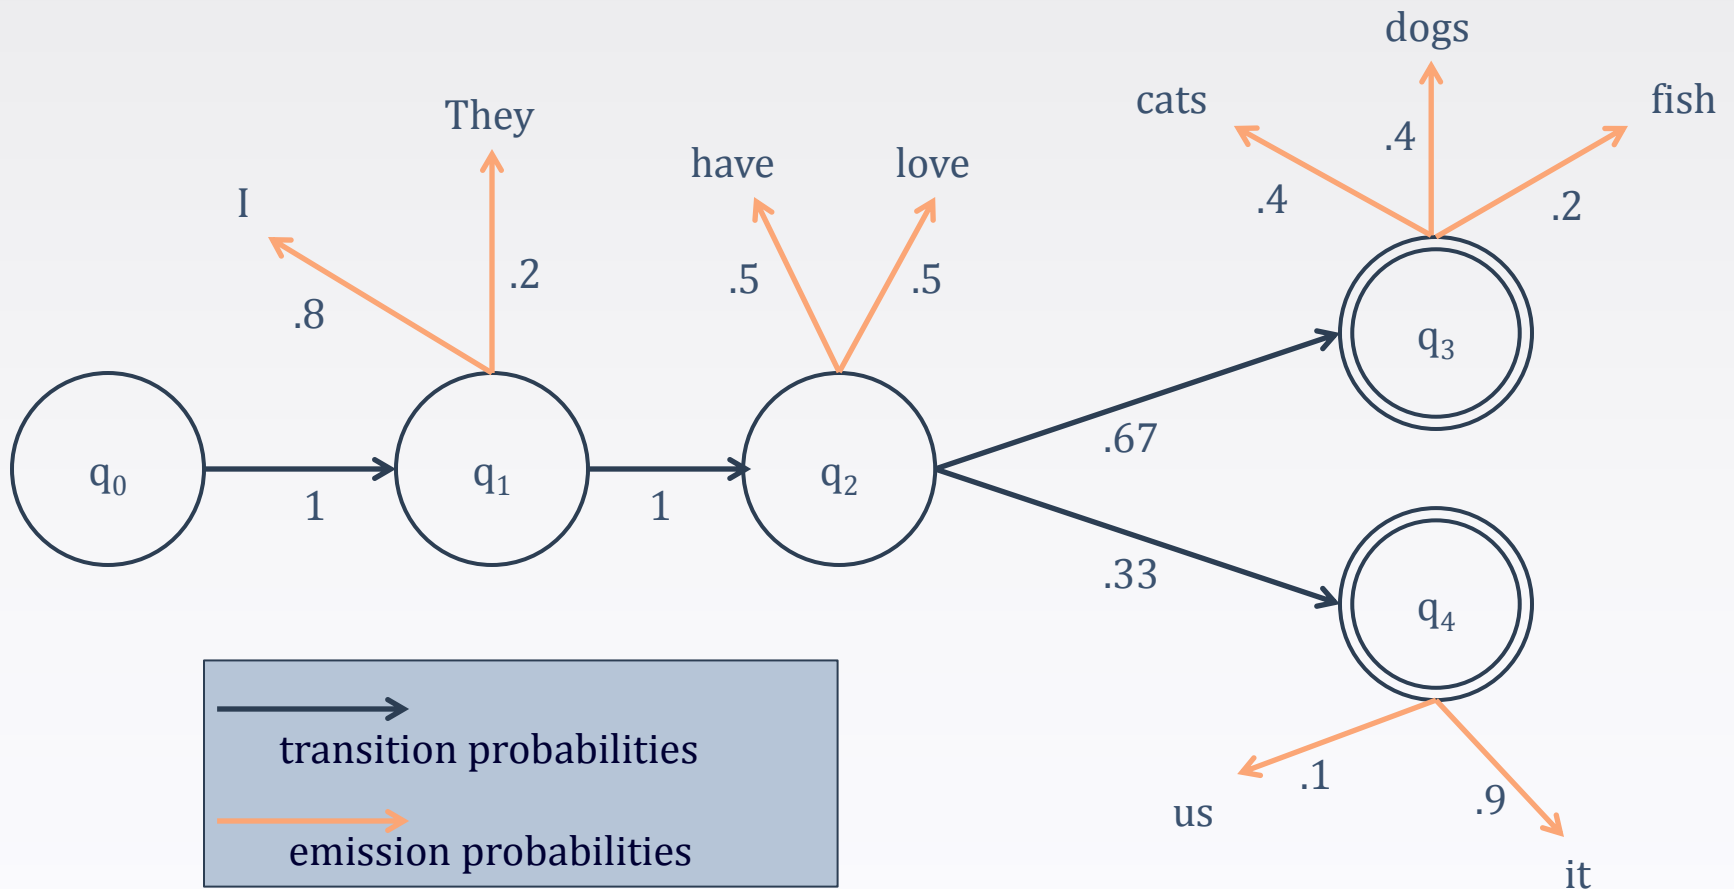 dogs
cats
fish
They
.4
have
love
I
.4
.2
.2
.5
.5
.8
q3
.67
q0
q1
q2
1
1
.33
q4
transition probabilities
.1
.9
us
emission probabilities
it